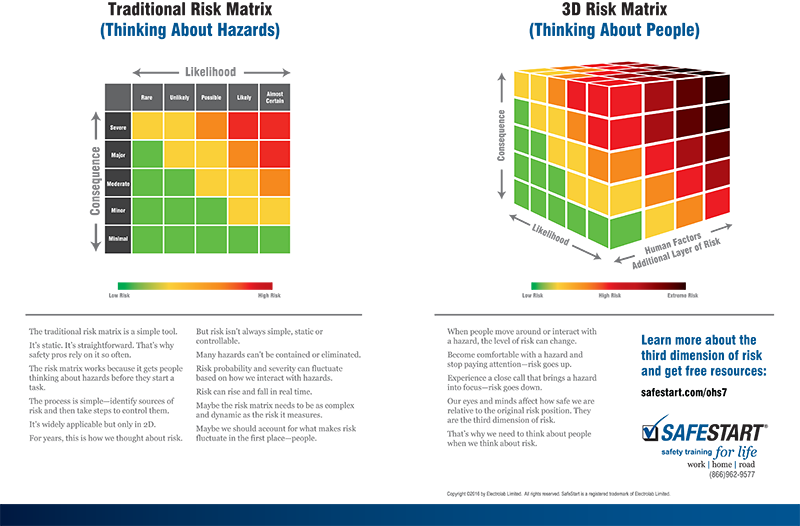 Traditional Risk Matrix
(Thinking About Hazards)
Likelihood
Rare Unlikely Possible Likely Almost
Certain
Consequence
Severe
Major
Moderate
Minor
Minimal
Low Risk High Risk
The traditional risk matrix is a simple tool.
It's static. It's straightforward. That's why
safety pros rely on it so often.
The risk matrix works because it gets people
thinking about hazards before they start a
task.
The process is simple—identify sources of
risk and then take steps to control them.
It's widely applicable but only in 2D.
For years, this is how we thought about risk.
But risk isn't always simple, static or
controllable.
Many hazards can't be contained or eliminated.
Risk probability and severity can fluctuate
based on how we interact with hazards.
Risk can rise and fall in real time.
Maybe the risk matrix needs to be as complex
and dynamic as the risk it measures.
Maybe we should account for what makes risk
fluctuate in the first place—people.
3D Risk Matrix
(Thinking About People)
Consequence
Likelihood
Human Factors
Additional Layer of Risk
Low Risk High Risk Extreme Risk
When people move around or interact with
a hazard, the level of risk can change.
Become comfortable with a hazard and
stop paying attention—risk goes up.
Experience a close call that brings a hazard
into focus—risk goes down.
Our eyes and minds affect how safe we are
relative to the original risk position. They
are the third dimension of risk.
That's why we need to think about people
when we think about risk.
Learn more about the
third dimension of risk
and get free resources:
safestart.com/ohs7
SAFESTART®
safety training for life
work | home | road
(866)962-9577
Copyright ©2016 by Electrolab Limited. All rights reserved. SafeStart is a registered trademark of Electrolab Limited.